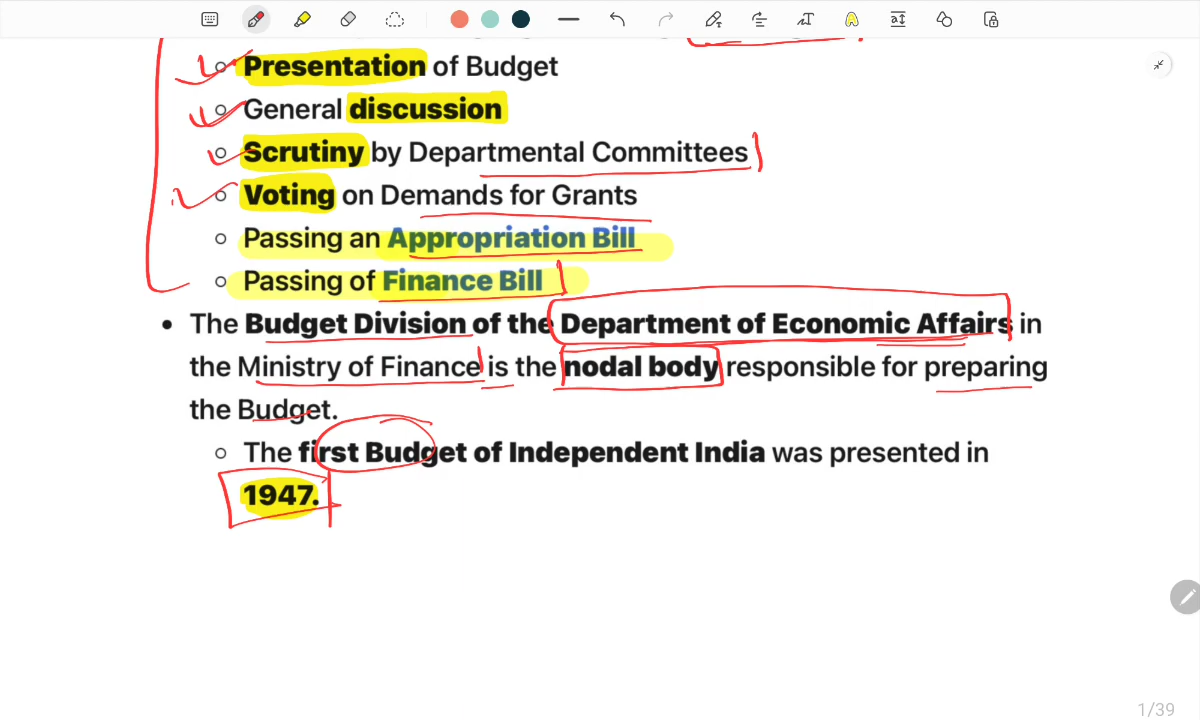 Presentation of Budget
General discussion
Scrutiny by Departmental Committees
Voting on Demands for Grants
Passing an Appropriation Bill
Passing of Finance Bill
The Budget Division of the Department of Economic Affairs in
the Ministry of Finance is the nodal body responsible for preparing
the Budget.
The first Budget of Independent India was presented in
1947.
1/39